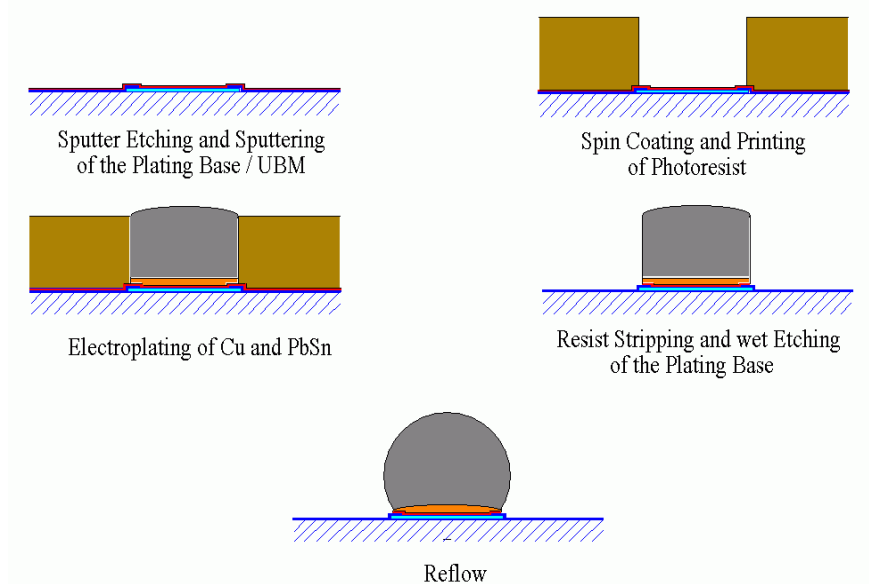 Sputter Etching and Sputtering
of the Plating Base / UBM
Spin Coating and Printing
of Photoresist
Electroplating of Cu and PbSn
Resist Stripping and wet Etching
of the Plating Base
Reflow